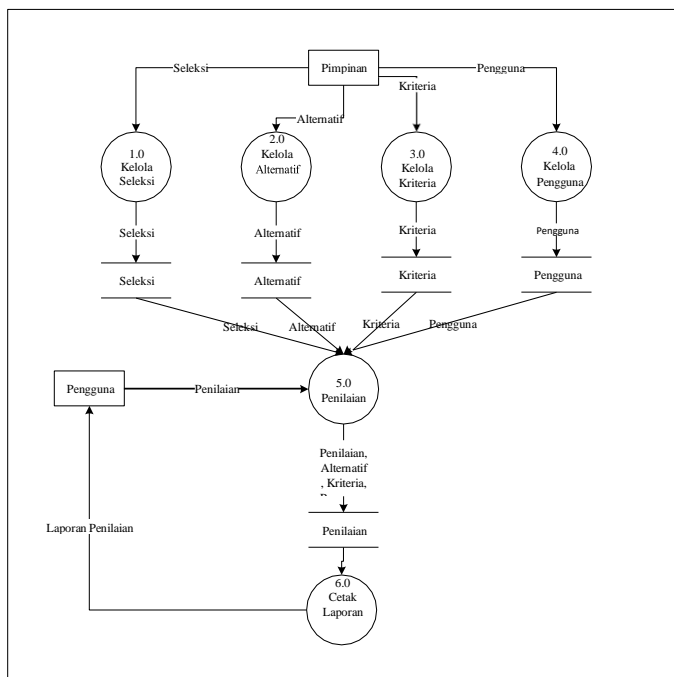 Pimpinan
Seleksi
Pengguna
Kriteria
Alternatif
1.0
Kelola
Seleksi
2.0
Kelola
Alternatif
3.0
Kelola
Kriteria
4.0
Kelola
Pengguna
Seleksi
Alternatif
Kriteria
Pengguna
Seleksi
Alternatif
Kriteria
Pengguna
Seleksi
Alternatif
Kriteria
Pengguna
5.0
Penilaian
Pengguna
Penilaian
Penilaian,
Alternatif
, Kriteria,
Penilaian
Laporan Penilaian
6.0
Cetak
Laporan